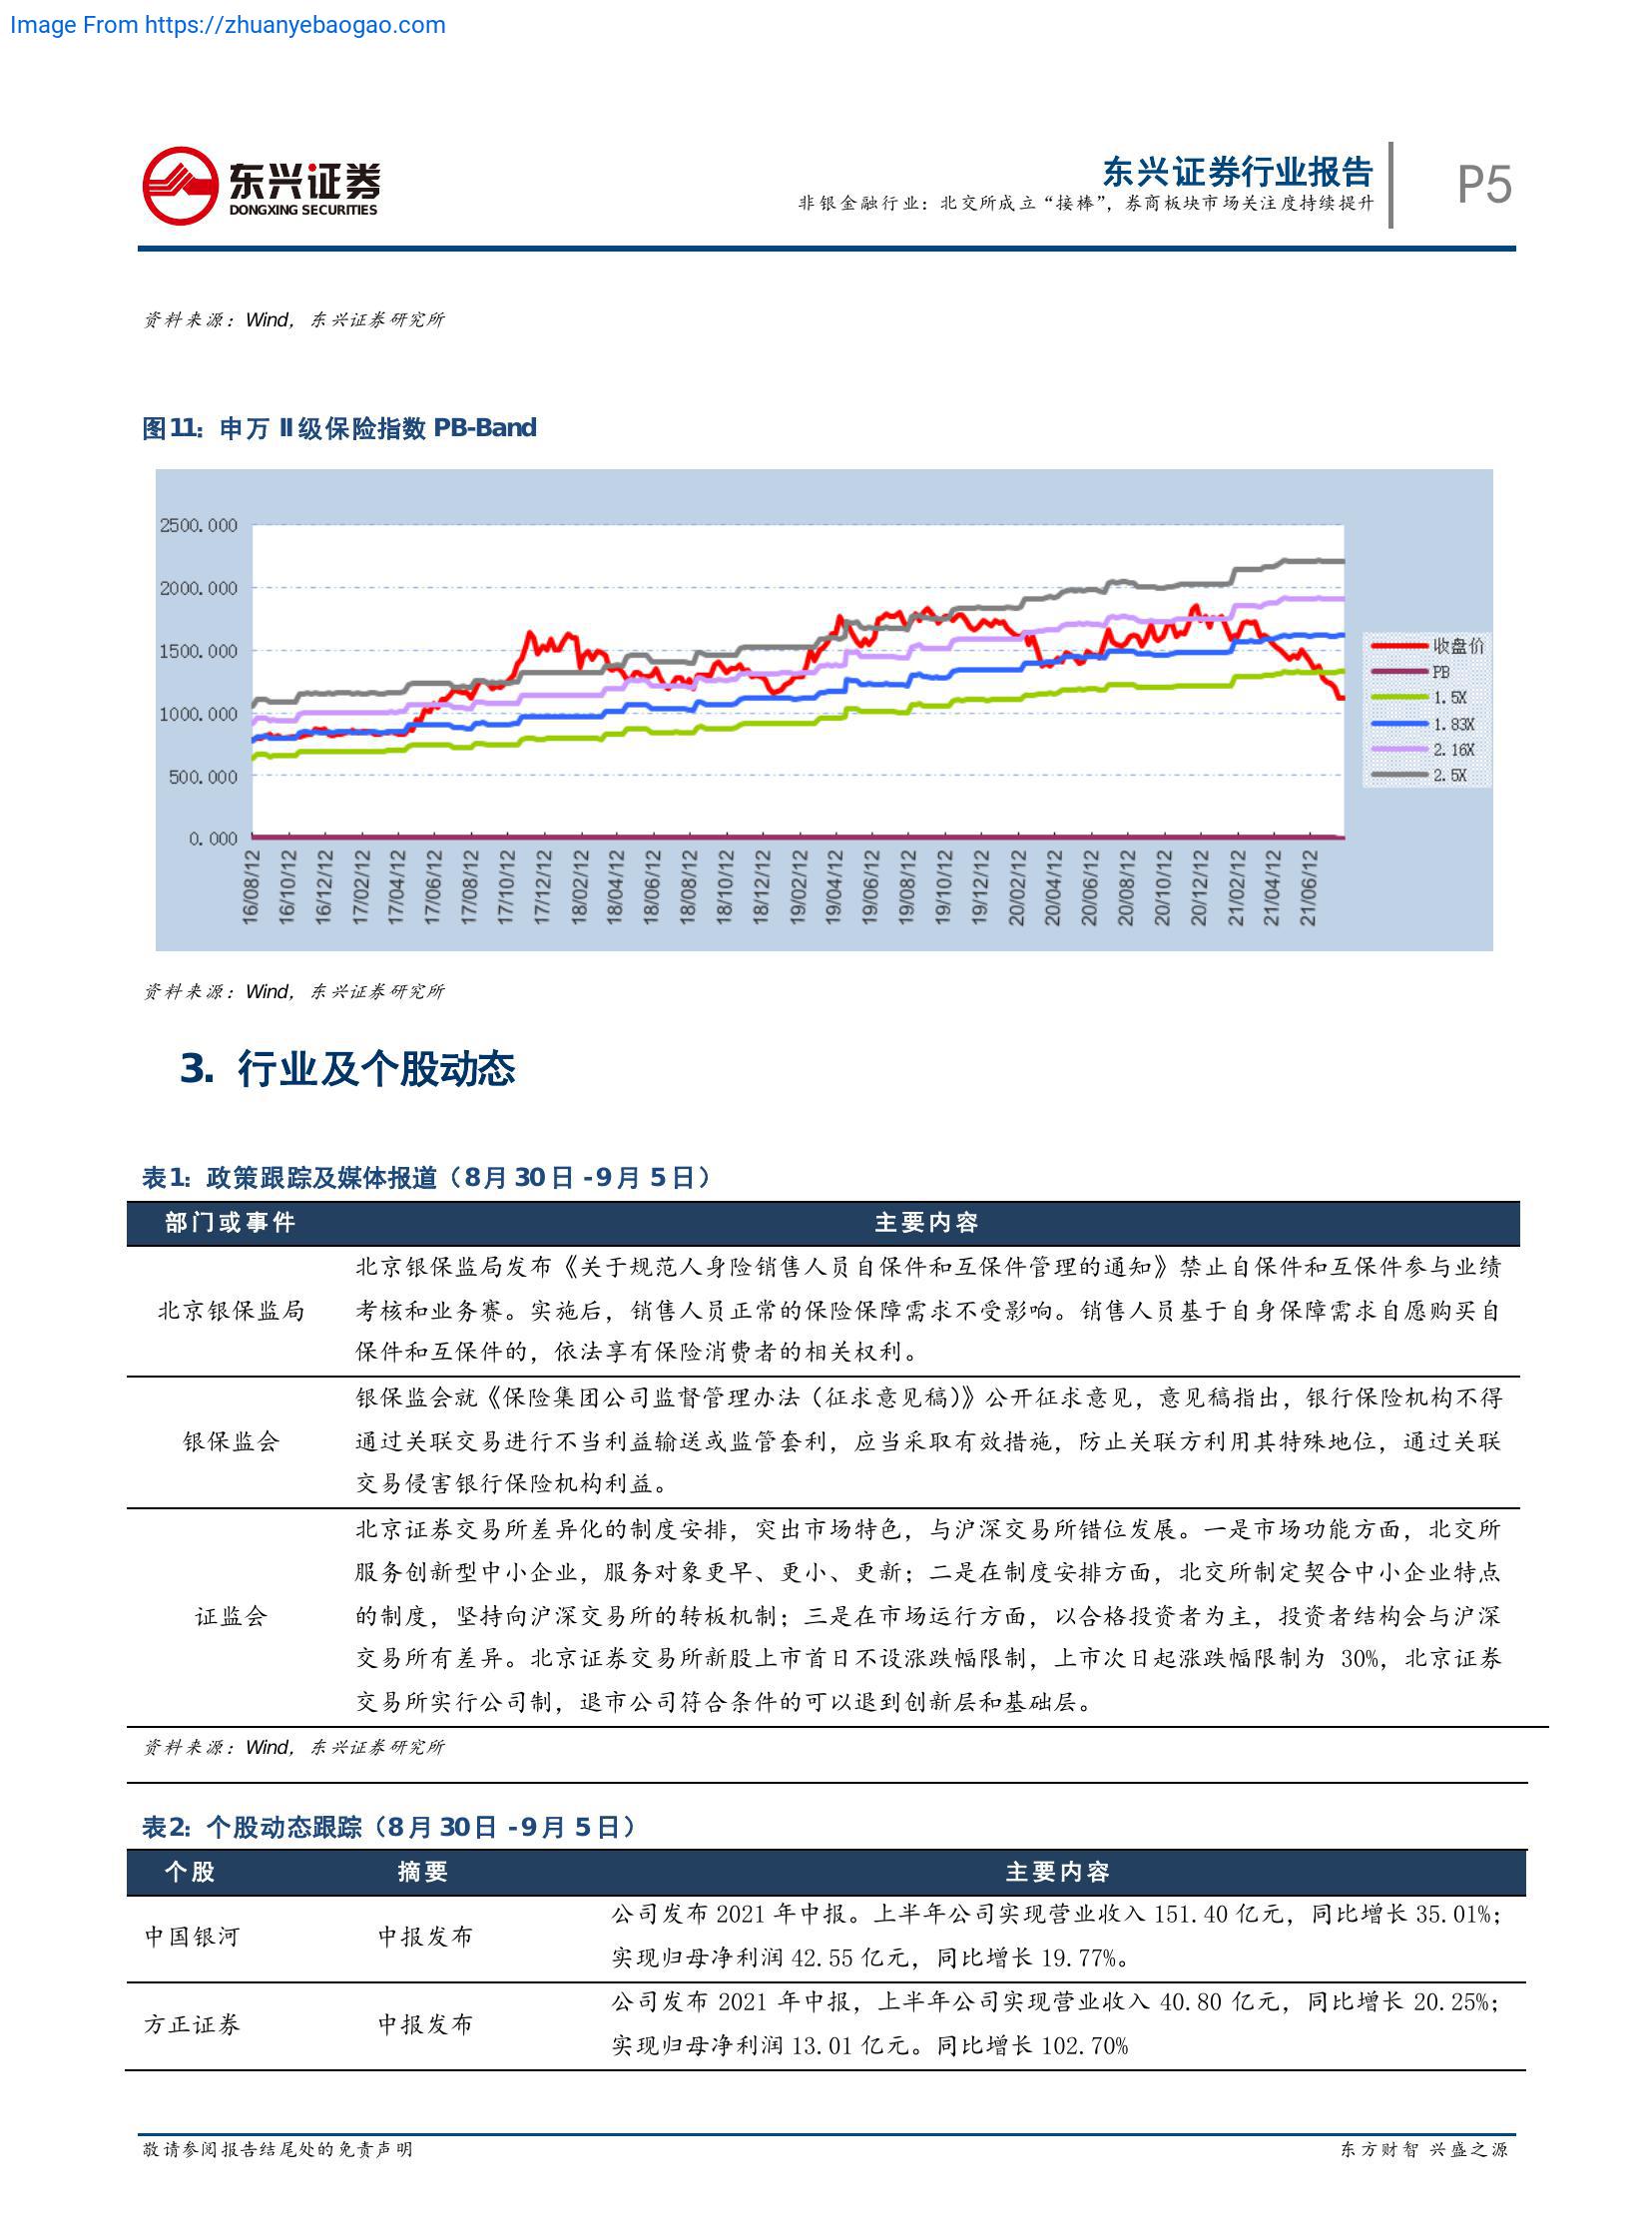 Image From https://zhuanyebaogao.com
东兴证券
DONGXING SECURITIES
东兴证券行业报告
非银金融行业：北交所成立“接棒”，券商板块市场关注度持续提升
P5
资料来源：Wind，东兴证券研究所
图11：申万 II级保险指数 PB-Band
2500.000
2000.000
1500.000
1000.000
500.000
0.000
16/08/12 16/10/12 16/12/12 17/02/12 17/04/12 17/06/12 17/08/12 17/10/12 17/12/12 18/02/12 18/04/12 18/06/12 18/08/12 18/10/12 18/12/12 19/02/12 19/04/12 19/06/12 19/08/12 19/10/12 19/12/12 20/02/12 20/04/12 20/06/12 20/08/12 20/10/12 20/12/12 21/02/12 21/04/12 21/06/12
收盘价
PB
1.5X
1.83X
2.16X
2.5X
资料来源：Wind，东兴证券研究所
3. 行业及个股动态
表1：政策跟踪及媒体报道（8月 30日 -9月 5日）
部门或事件 主要内容
北京银保监局
北京银保监局发布《关于规范人身险销售人员自保件和互保件管理的通知》禁止自保件和互保件参与业绩
考核和业务赛。实施后，销售人员正常的保险保障需求不受影响。销售人员基于自身保障需求自愿购买自
保件和互保件的，依法享有保险消费者的相关权利。
银保监会
银保监会就《保险集团公司监督管理办法（征求意见稿）》公开征求意见，意见稿指出，银行保险机构不得
通过关联交易进行不当利益输送或监管套利，应当采取有效措施，防止关联方利用其特殊地位，通过关联
交易侵害银行保险机构利益。
证监会
北京证券交易所差异化的制度安排，突出市场特色，与沪深交易所错位发展。一是市场功能方面，北交所
服务创新型中小企业，服务对象更早、更小、更新；二是在制度安排方面，北交所制定契合中小企业特点
的制度，坚持向沪深交易所的转板机制；三是在市场运行方面，以合格投资者为主，投资者结构会与沪深
交易所有差异。北京证券交易所新股上市首日不设涨跌幅限制，上市次日起涨跌幅限制为 30%，北京证券
交易所实行公司制，退市公司符合条件的可以退到创新层和基础层。
资料来源：Wind，东兴证券研究所
表2：个股动态跟踪（8月 30日 -9月 5日）
个股 摘要 主要内容
中国银河 中报发布
公司发布 2021 年中报。上半年公司实现营业收入 151.40 亿元，同比增长 35.01%；
实现归母净利润 42.55 亿元，同比增长 19.77%。
方正证券 中报发布
公司发布 2021 年中报，上半年公司实现营业收入 40.80 亿元，同比增长 20.25%；
实现归母净利润 13.01 亿元。同比增长 102.70%
敬请参阅报告结尾处的免责声明
东方财智 兴盛之源